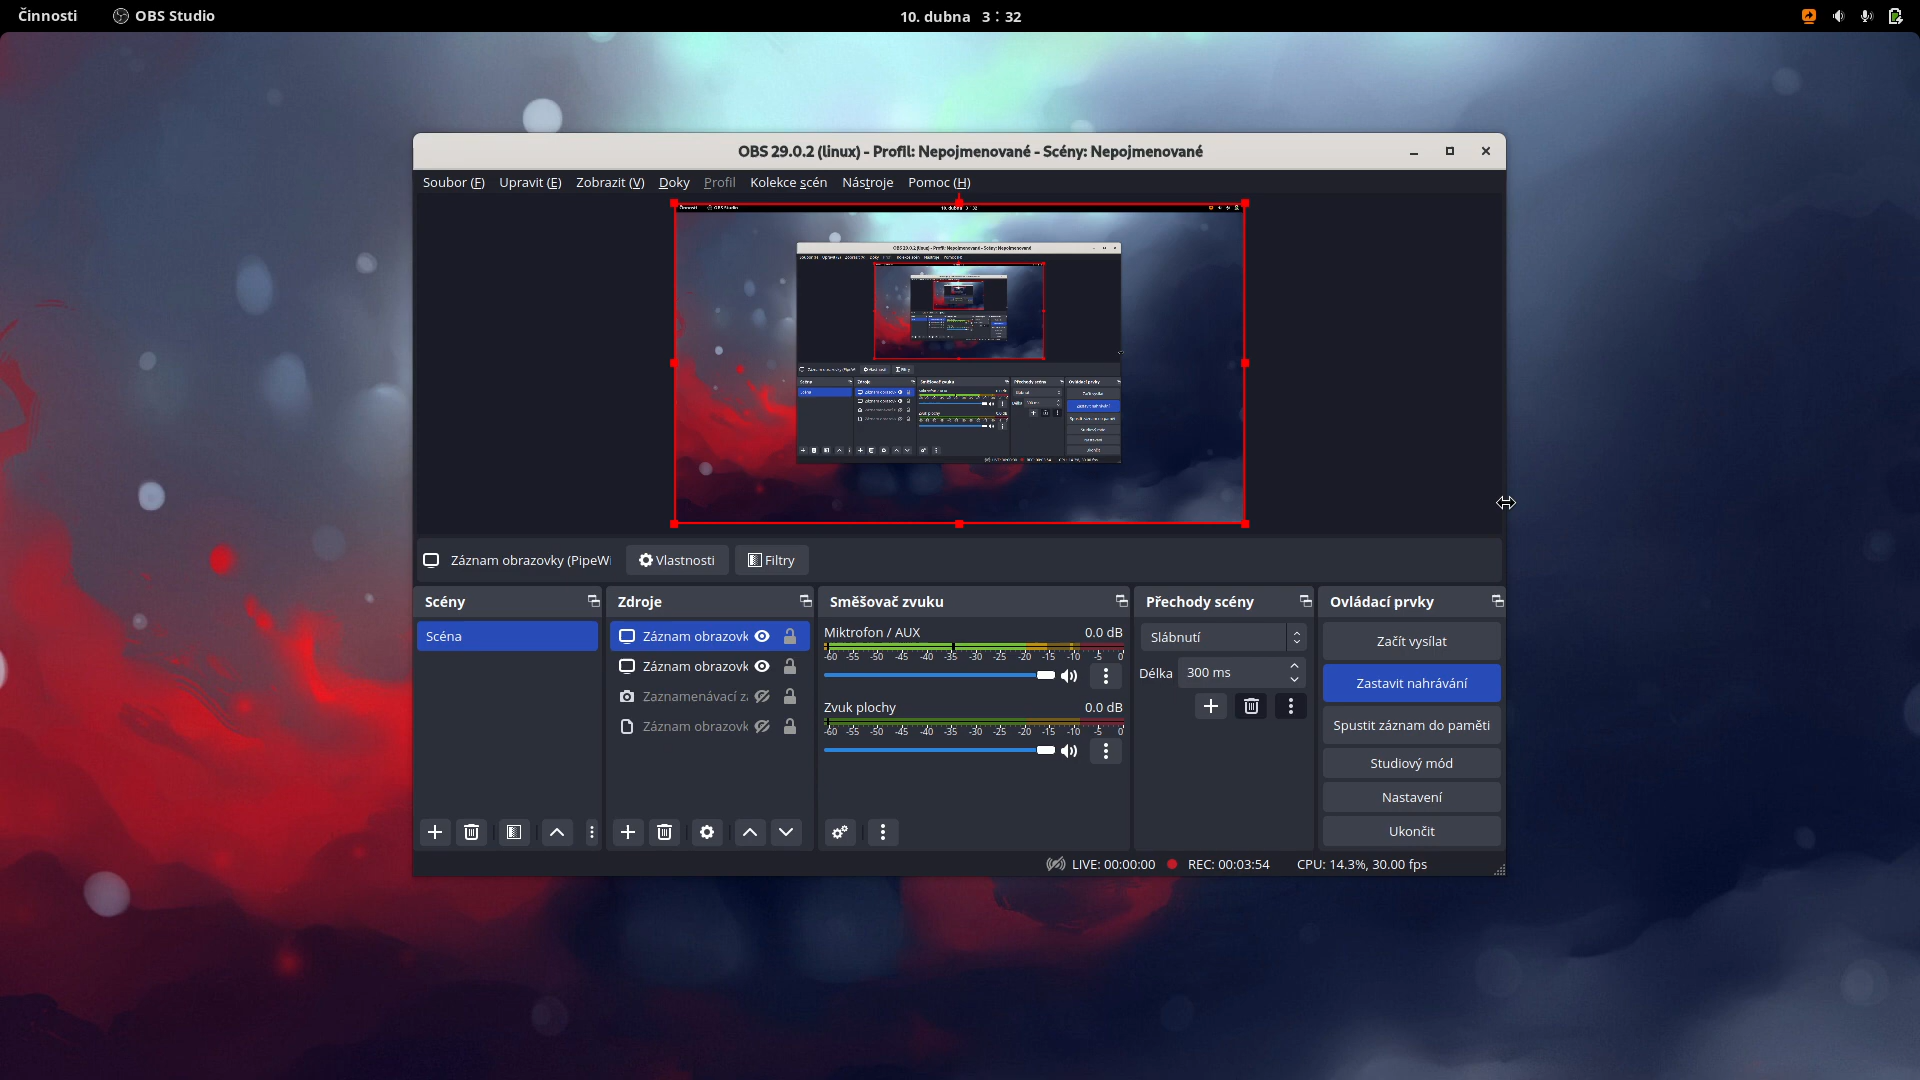 Činnosti OBS Studio 10. dubna 3 : 32
OBS 29.0.2 (linux) - Profil: Nepojmenované - Scény: Nepojmenované
Soubor (F) Upravit (E) Zobrazit (V) Doky Profil Kolekce scén Nástroje Pomoc (H)
Záznam obrazovky (PipeWi Vlastnosti Filtry
Scény
Scéna
Zdroje
Záznam obrazovk
Záznam obrazovk
Zaznamenávací za
Záznam obrazovk
Směšovač zvuku
Miktrofon / AUX 0.0 dB
-60 -55 -50 -45 -40 -35 -30 -25 -20 -15 -10 -5 0
Zvuk plochy 0.0 dB
-60 -55 -50 -45 -40 -35 -30 -25 -20 -15 -10 -5 0
Přechody scény
Slábnutí
Délka 300 ms
Ovládací prvky
Začít vysílat
Zastavit nahrávání
Spustit záznam do paměti
Studiový mód
Nastavení
Ukončit
LIVE: 00:00:00 REC: 00:03:54 CPU: 14.3%, 30.00 fps